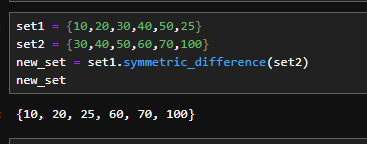 set1 = {10,20,30,40,50,25}
set2 = {30,40,50,60,70,100}
new_set = set1.symmetric_difference(set2)
new_set
{10, 20, 25, 60, 70, 100}